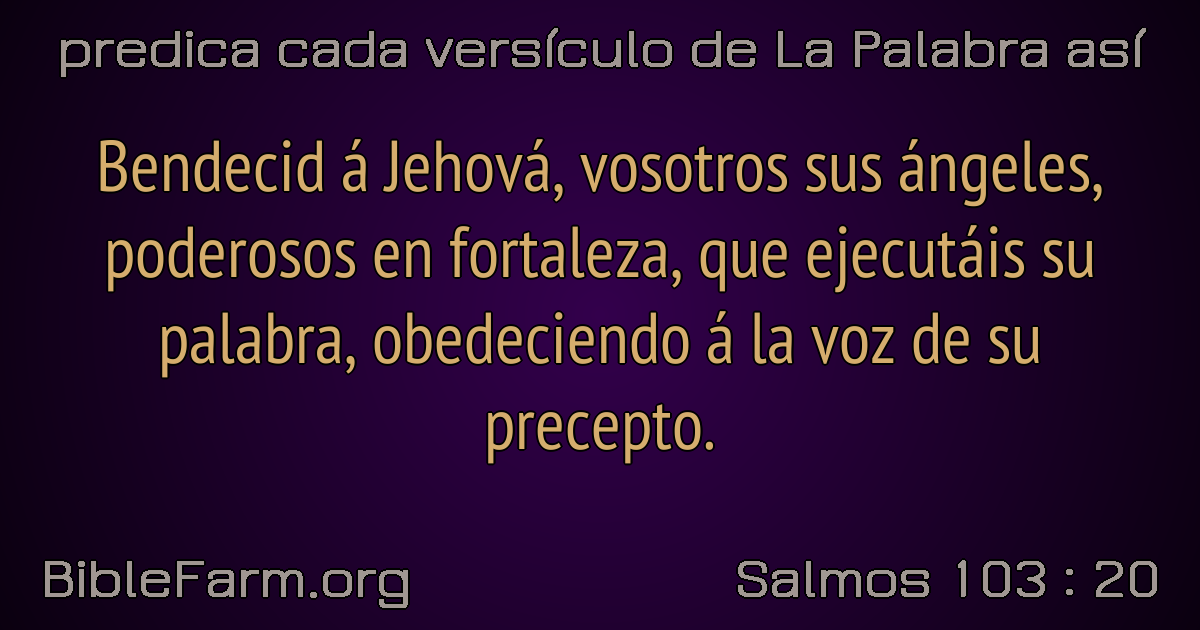 predica cada versículo de La Palabra así
Bendecid á Jehová, vosotros sus ángeles,
poderosos en fortaleza, que ejecutáis su
palabra, obedeciendo á la voz de su
precepto.
BibleFarm.org
Salmos 103 : 20